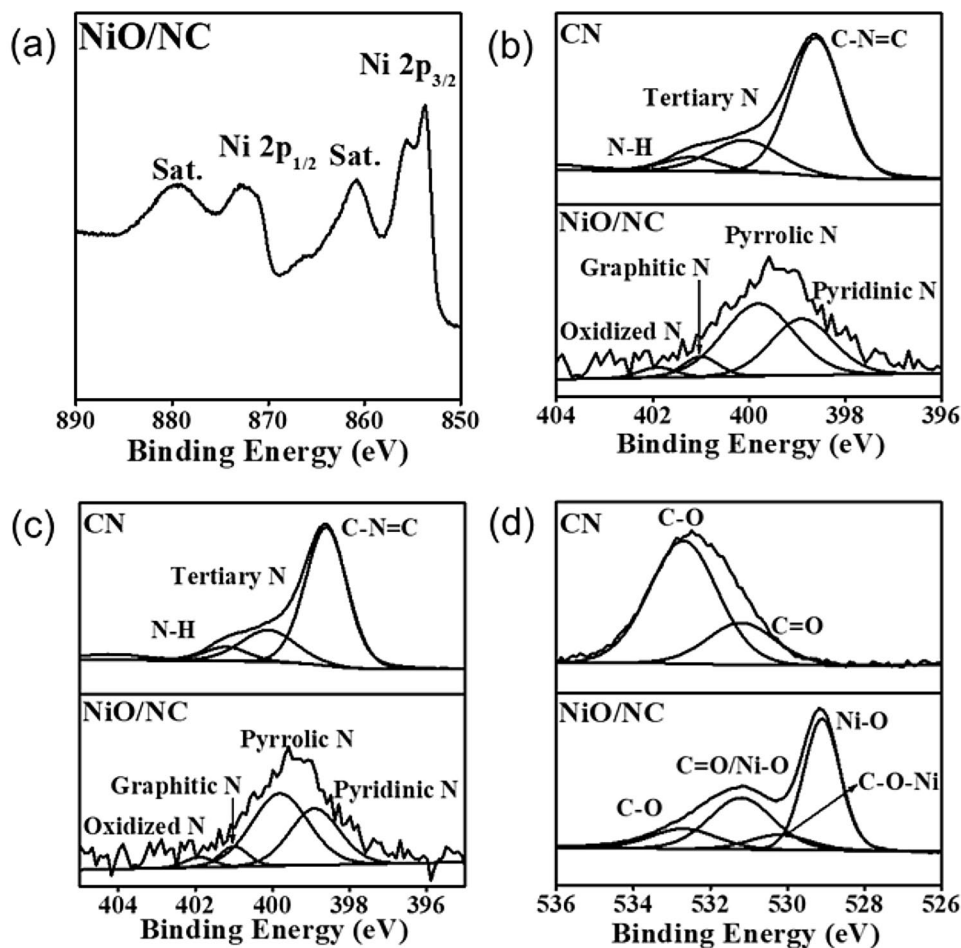 (a)
NiO/NC
Ni 2p3/2
Ni 2p1/2
Sat.
Sat.
890 880 870 860 850
Binding Energy (eV)
(b)
CN
C-N=C
Tertiary N
N-H
NiO/NC
Pyrrolic N
Graphitic N
Pyridinic N
Oxidized N
404 402 400 398 396
Binding Energy (eV)
(c)
CN
C-N=C
Tertiary N
N-H
NiO/NC
Pyrrolic N
Graphitic N
Pyridinic N
Oxidized N
404 402 400 398 396
Binding Energy (eV)
(d)
CN
C-O
C=O
NiO/NC
Ni-O
C=O/Ni-O
C-O-Ni
C-O
536 534 532 530 528 526
Binding Energy (eV)